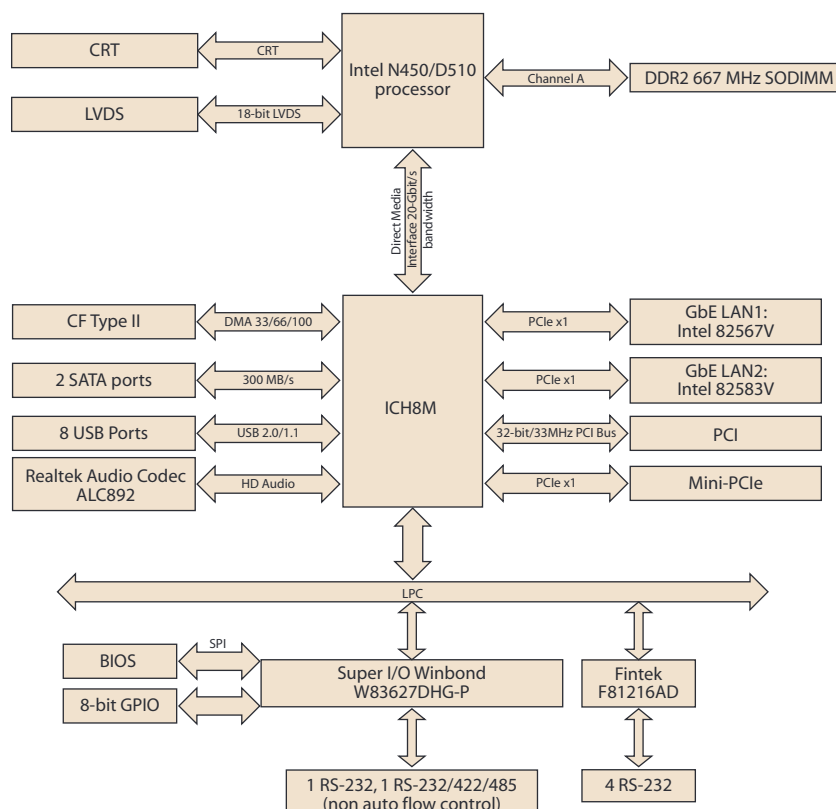 CRT
CRT
Intel N450/D510
processor
Channel A
DDR2 667 MHz SODIMM
LVDS
18-bit LVDS
Direct Media
Interface 20-Gbit/s
bandwidth
CF Type II
DMA 33/66/100
ICH8M
PCIe x1
GbE LAN1:
Intel 82567V
2 SATA ports
300 MB/s
PCIe x1
GbE LAN2:
Intel 82583V
8 USB Ports
USB 2.0/1.1
32-bit/33MHz PCI Bus
PCI
Realtek Audio Codec
ALC892
HD Audio
PCIe x1
Mini-PCIe
LPC
BIOS
SPI
Super I/O Winbond
W83627DHG-P
Fintek
F81216AD
8-bit GPIO
1 RS-232, 1 RS-232/422/485
(non auto flow control)
4 RS-232